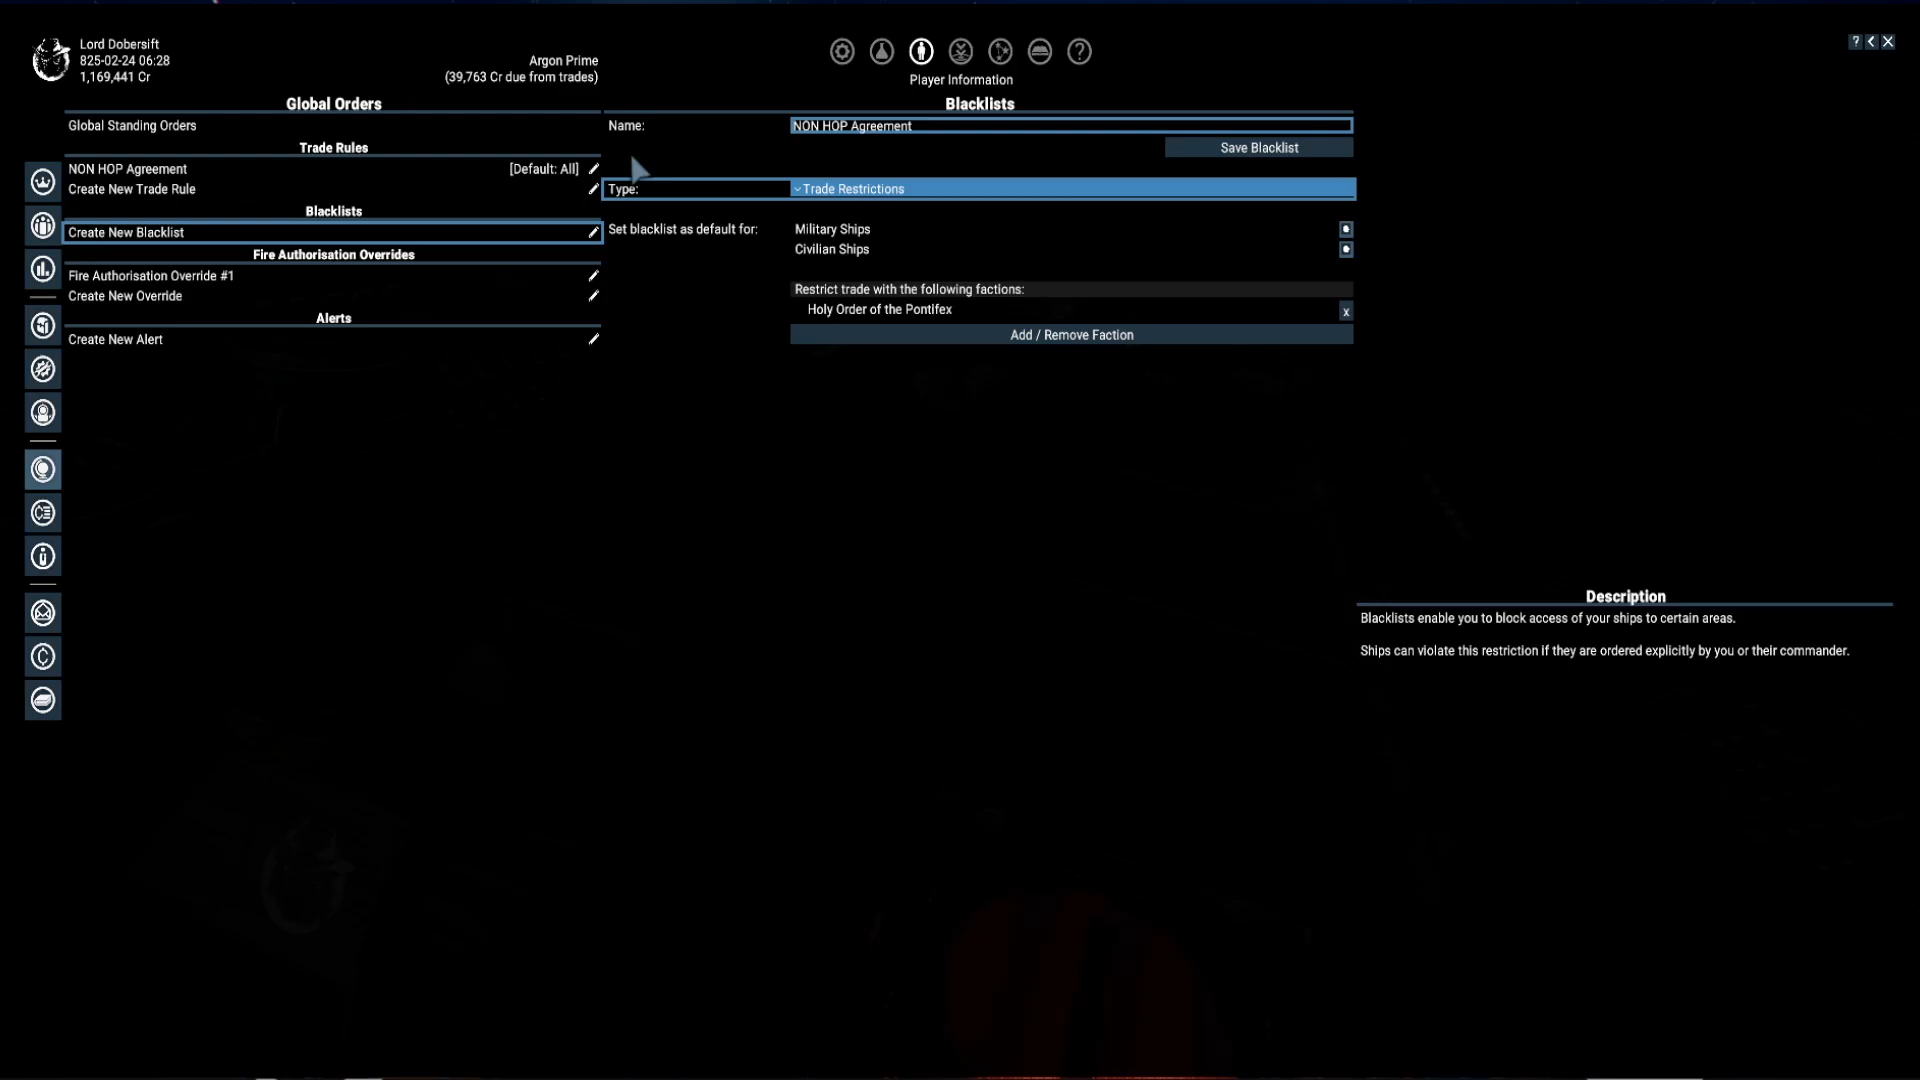 Lord Dobersift
825-02-24 06:28
1,169,441 Cr
Argon Prime
(39,763 Cr due from trades)
Player Information
?
Global Orders
Global Standing Orders
Trade Rules
NON HOP Agreement [Default: All]
Create New Trade Rule
Blacklists
Create New Blacklist
Fire Authorisation Overrides
Fire Authorisation Override #1
Create New Override
Alerts
Create New Alert
Blacklists
Name: NON HOP Agreement
Save Blacklist
Type: Trade Restrictions
Set blacklist as default for: Military Ships
Civilian Ships
Restrict trade with the following factions:
Holy Order of the Pontifex x
Add / Remove Faction
Description
Blacklists enable you to block access of your ships to certain areas.
Ships can violate this restriction if they are ordered explicitly by you or their commander.